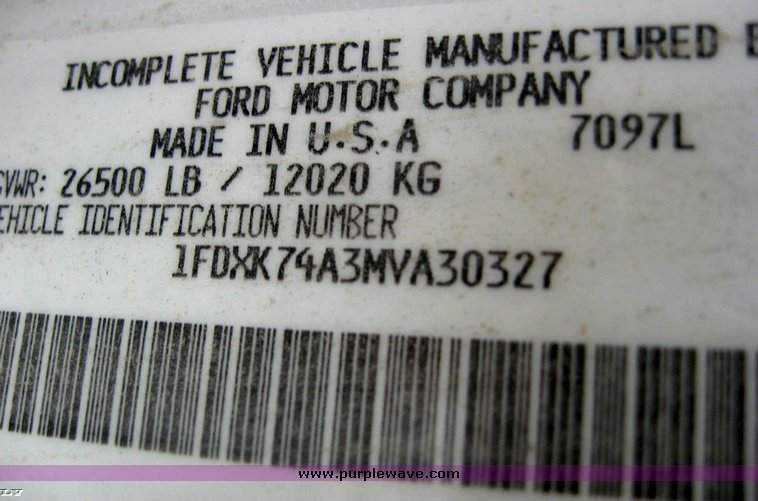 INCOMPLETE VEHICLE MANUFACTURED
FORD MOTOR COMPANY
MADE IN U.S.A 7097L
GVWR: 26500 LB / 12020 KG
VEHICLE IDENTIFICATION NUMBER
1FDXK74A3MVA30327
www.purplewave.com